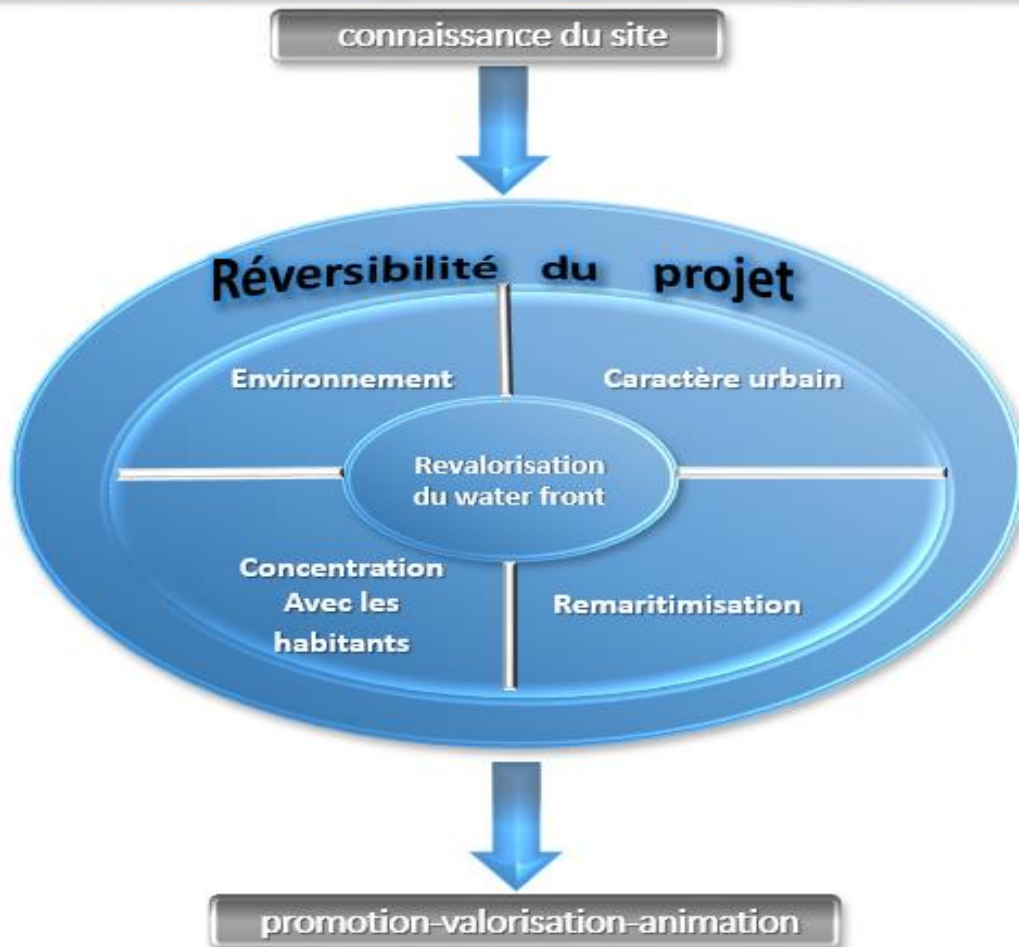 connaissance du site
Réversibilité du projet
Environnement
Caractère urbain
Revalorisation
du water front
Concentration
Avec les
habitants
Remaritimisation
promotion-valorisation-animation